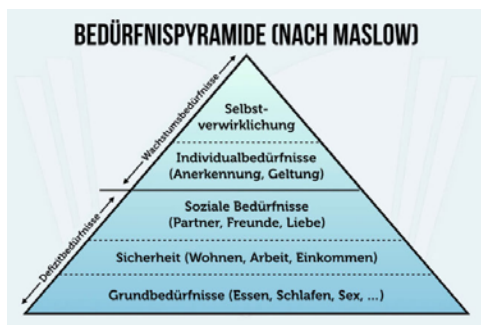 BEDÜRFNISPYRAMIDE (NACH MASLOW)
Wachstumsbedürfnisse
Selbst-
verwirklichung
Individualbedürfnisse
(Anerkennung, Geltung)
Defizitbedürfnisse
Soziale Bedürfnisse
(Partner, Freunde, Liebe)
Sicherheit (Wohnen, Arbeit, Einkommen)
Grundbedürfnisse (Essen, Schlafen, Sex, ...)